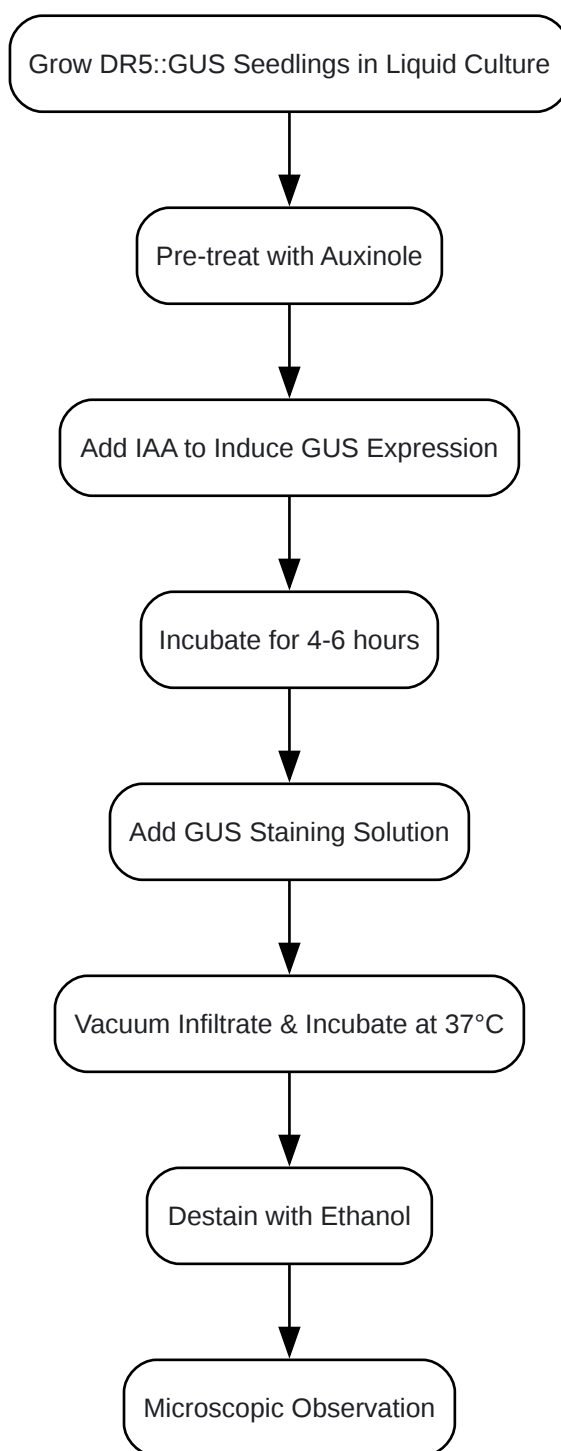 Grow DR5::GUS Seedlings in Liquid Culture
Pre-treat with Auxinole
Add IAA to Induce GUS Expression
Incubate for 4-6 hours
Add GUS Staining Solution
Vacuum Infiltrate & Incubate at 37°C
Destain with Ethanol
Microscopic Observation